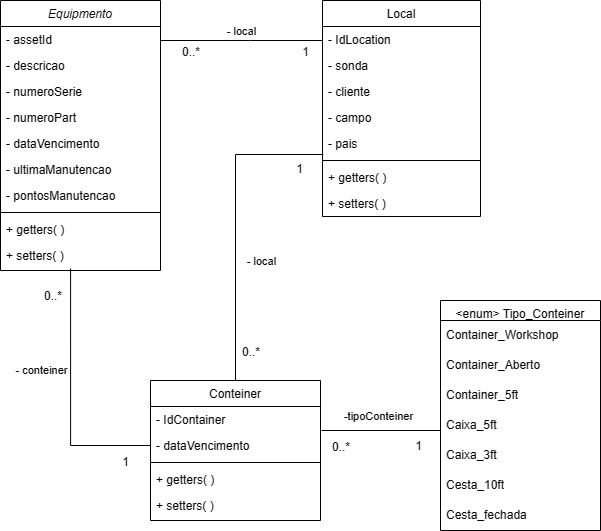 Equipmento
- assetId
- descricao
- numeroSerie
- numeroPart
- dataVencimento
- ultimaManutencao
- pontosManutencao
+ getters( )
+ setters( )
- local
0..*
1
Local
- IdLocation
- sonda
- cliente
- campo
- pais
+ getters( )
+ setters( )
1
- local
0..*
0..*
- conteiner
1
Conteiner
- IdContainer
- dataVencimento
+ getters( )
+ setters( )
-tipoConteiner
0..*
1
<enum> Tipo_Conteiner
Container_Workshop
Container_Aberto
Container_5ft
Caixa_5ft
Caixa_3ft
Cesta_10ft
Cesta_fechada